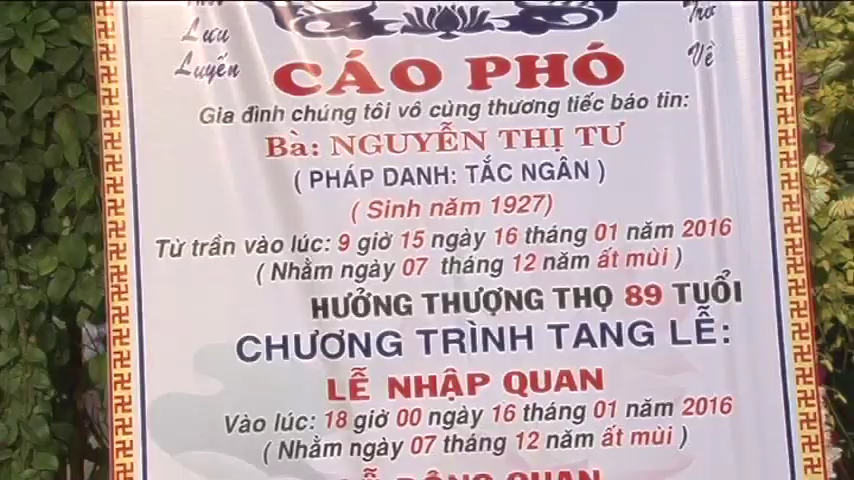 Lưu
Luyến
Trở
Về
CÁO PHÓ
Gia đình chúng tôi vô cùng thương tiếc báo tin:
Bà: NGUYỄN THỊ TƯ
( PHÁP DANH: TẮC NGÂN )
( Sinh năm 1927)
Từ trần vào lúc: 9 giờ 15 ngày 16 tháng 01 năm 2016
( Nhằm ngày 07 tháng 12 năm ất mùi )
HƯỞNG THƯỢNG THỌ 89 TUỔI
CHƯƠNG TRÌNH TANG LỄ:
LỄ NHẬP QUAN
Vào lúc: 18 giờ 00 ngày 16 tháng 01 năm 2016
( Nhằm ngày 07 tháng 12 năm ất mùi )